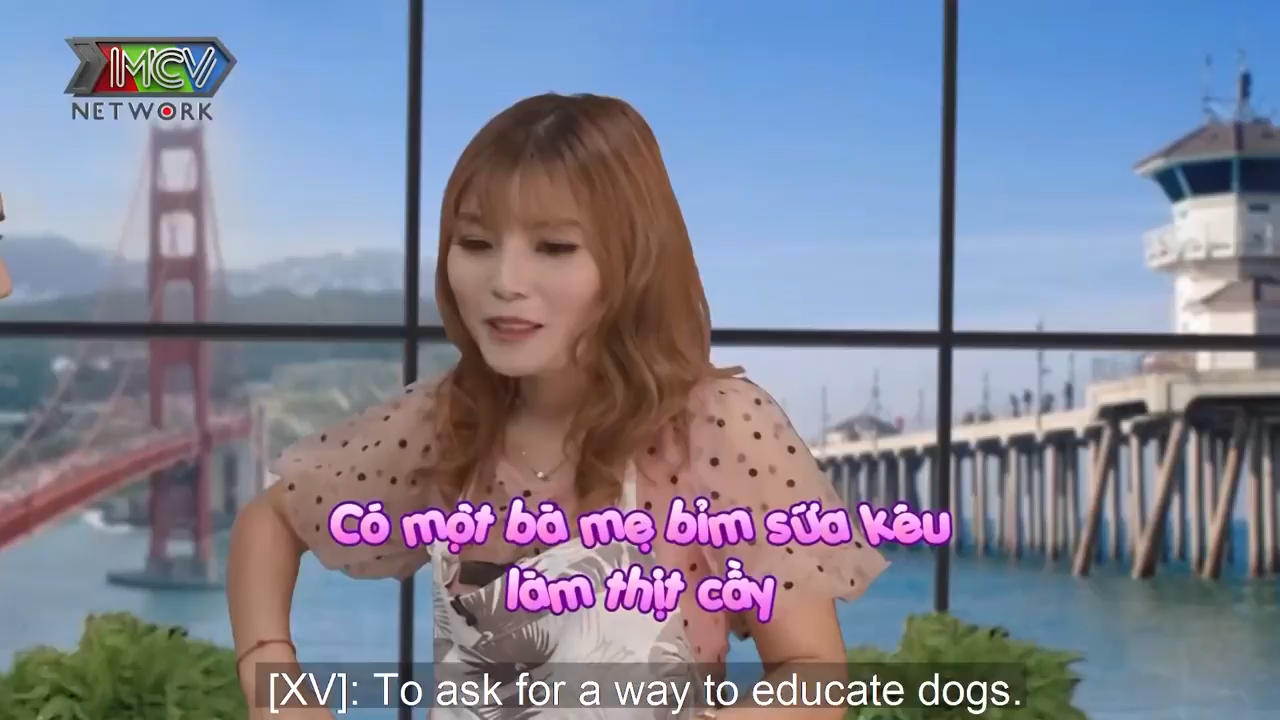 MCV
NETWORK
Có một bà mẹ bỉm sữa kêu
làm thịt cầy
[XV]: To ask for a way to educate dogs.